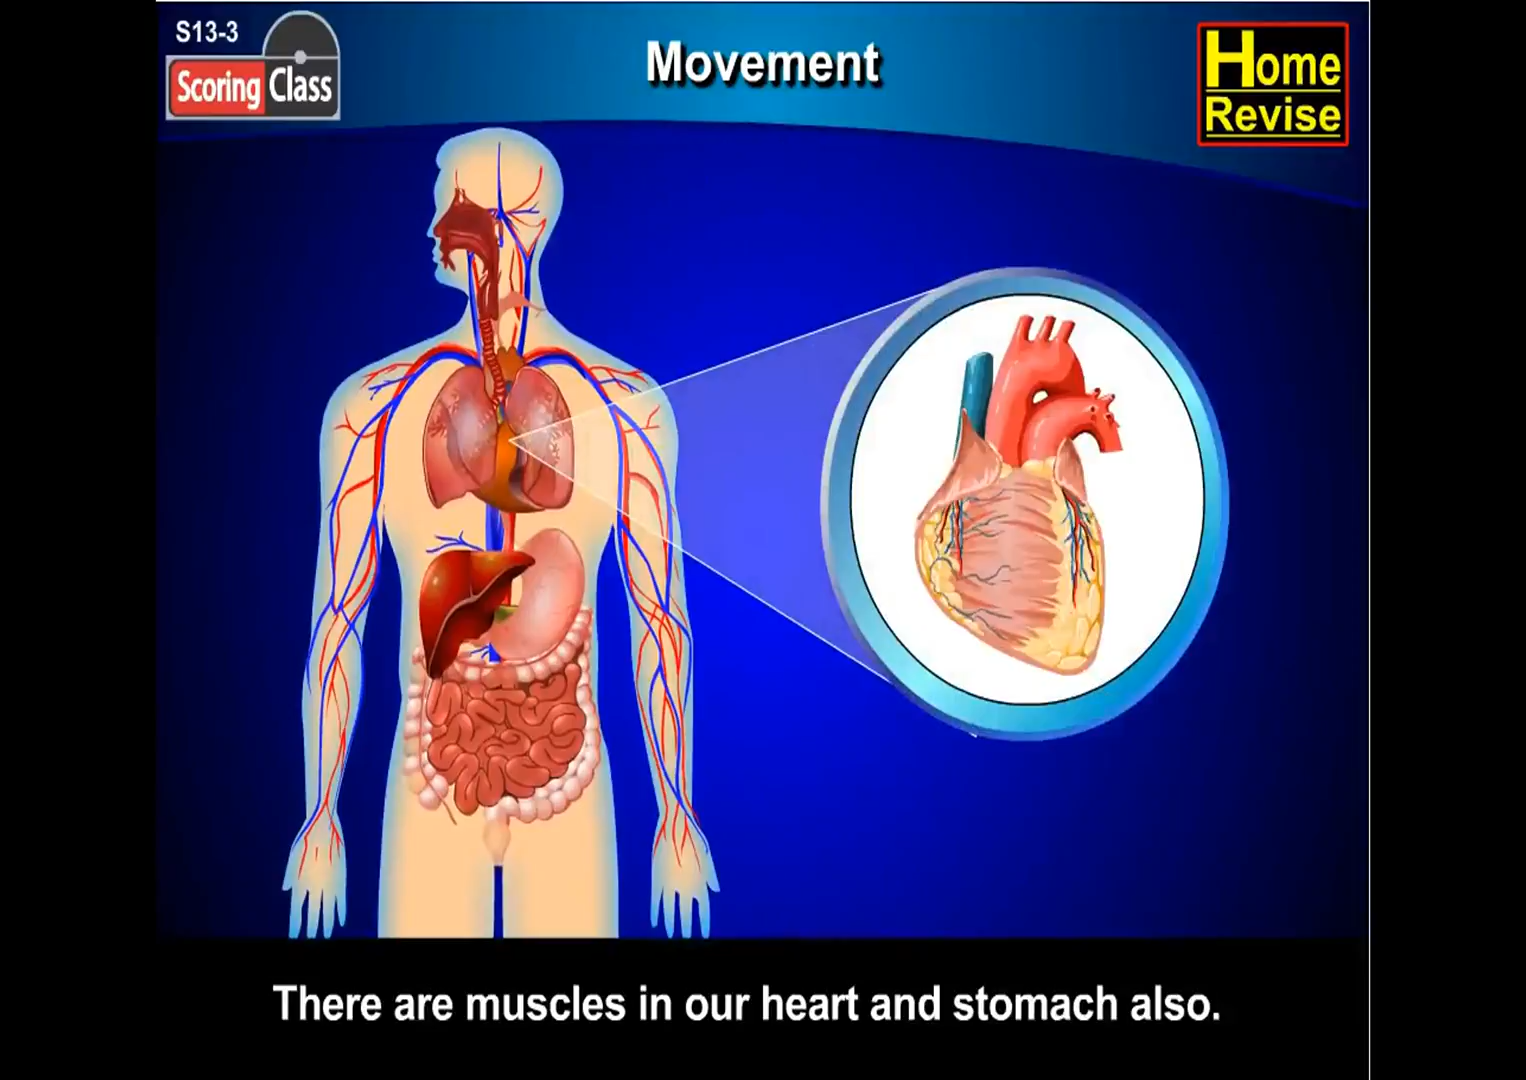 S13-3
Scoring Class
Movement
Home
Revise
There are muscles in our heart and stomach also.